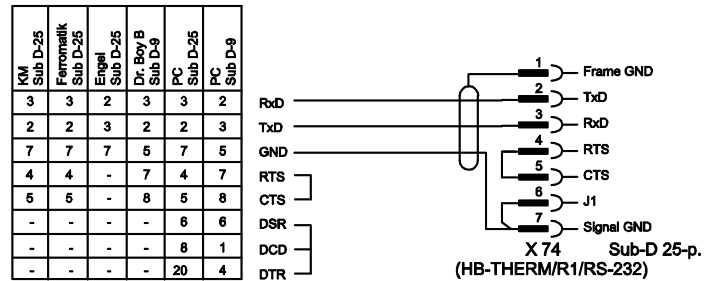 KM Sub D-25 Ferromatik Sub D-25 Engel Sub D-25 Dr. Boy B Sub D-9 PC Sub D-25 PC Sub D-9
3 3 2 3 3 2 RxD
2 2 3 2 2 3 TxD
7 7 7 5 7 5 GND
4 4 - 7 4 7 RTS
5 5 - 8 5 8 CTS
- - - - 6 6 DSR
- - - - 8 1 DCD
- - - - 20 4 DTR
1 Frame GND
2 TxD
3 RxD
4 RTS
5 CTS
6 J1
7 Signal GND
X 74 Sub-D 25-p.
(HB-THERM/R1/RS-232)